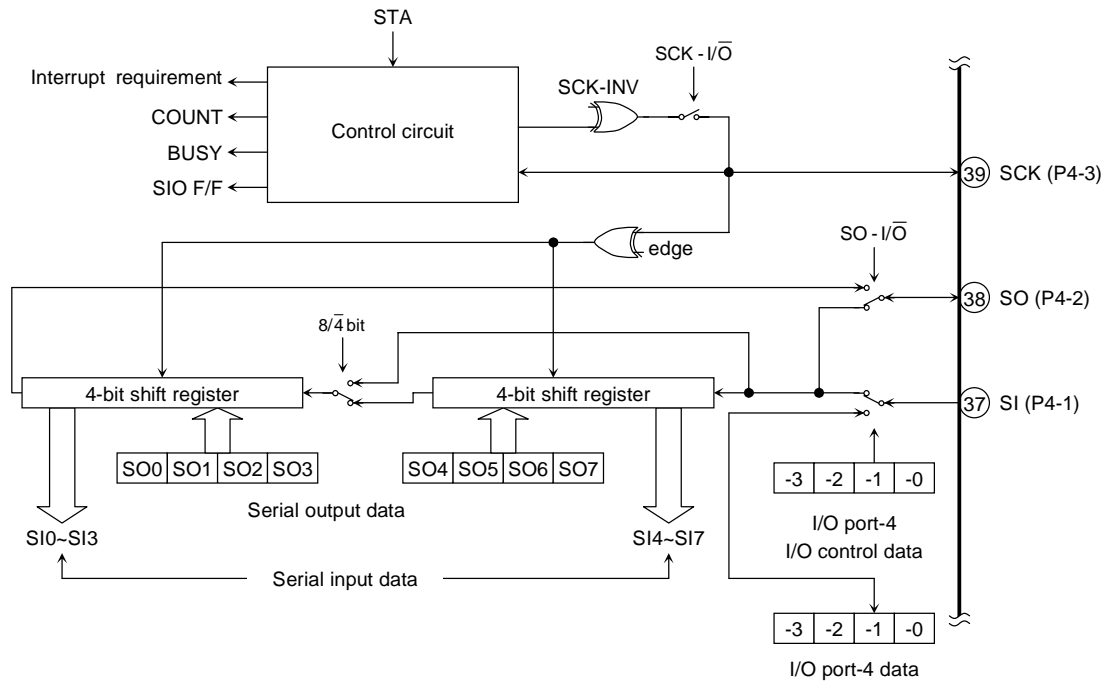 STA
SCK - I/O̅
Interrupt requirement
SCK-INV
COUNT
Control circuit
BUSY
SIO F/F
39 SCK (P4-3)
edge
SO - I/O̅
38 SO (P4-2)
8/4̅ bit
4-bit shift register
4-bit shift register
37 SI (P4-1)
SO0 SO1 SO2 SO3
SO4 SO5 SO6 SO7
-3 -2 -1 -0
Serial output data
I/O port-4
I/O control data
SI0~SI3
SI4~SI7
Serial input data
-3 -2 -1 -0
I/O port-4 data